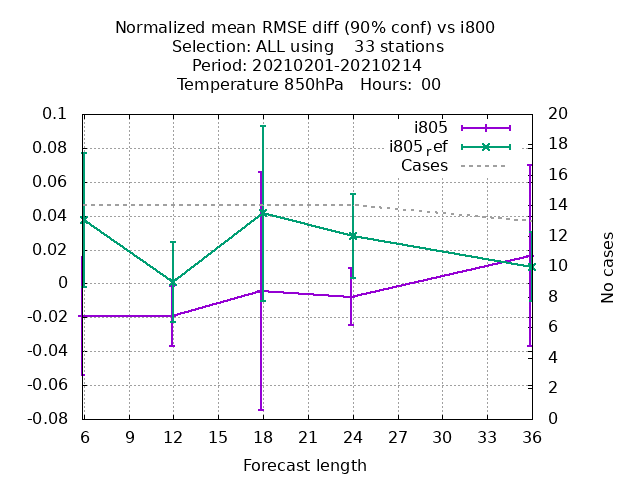 Normalized mean RMSE diff (90% conf) vs i800
Selection: ALL using    33 stations
Period: 20210201-20210214
Temperature 850hPa   Hours:  00
i805
i805ref
Cases
0.1
0.08
0.06
0.04
0.02
0
-0.02
-0.04
-0.06
-0.08
20
18
16
14
12
10
8
6
4
2
0
No cases
6 9 12 15 18 21 24 27 30 33 36
Forecast length